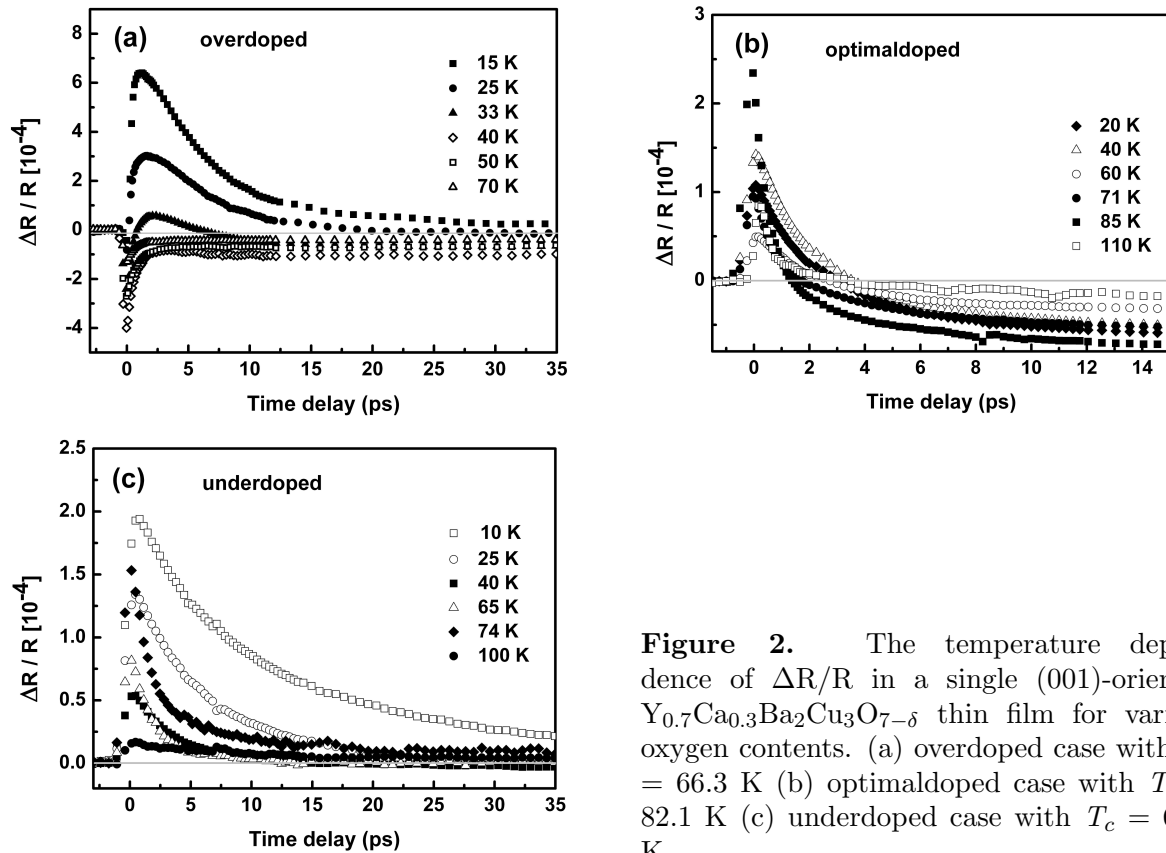 (a)
overdoped
15 K
25 K
33 K
40 K
50 K
70 K
8
6
4
2
0
-2
-4
ΔR / R [10⁻⁴]
0 5 10 15 20 25 30 35
Time delay (ps)
(b)
optimaldoped
20 K
40 K
60 K
71 K
85 K
110 K
3
2
1
0
ΔR / R [10⁻⁴]
0 2 4 6 8 10 12 14
Time delay (ps)
(c)
underdoped
10 K
25 K
40 K
65 K
74 K
100 K
2.5
2.0
1.5
1.0
0.5
0.0
ΔR / R [10⁻⁴]
0 5 10 15 20 25 30 35
Time delay (ps)
Figure 2. The temperature dep
dence of ΔR/R in a single (001)-orien
Y₀.₇Ca₀.₃Ba₂Cu₃O₇₋δ thin film for vari
oxygen contents. (a) overdoped case with
= 66.3 K (b) optimaldoped case with T
82.1 K (c) underdoped case with T_c =